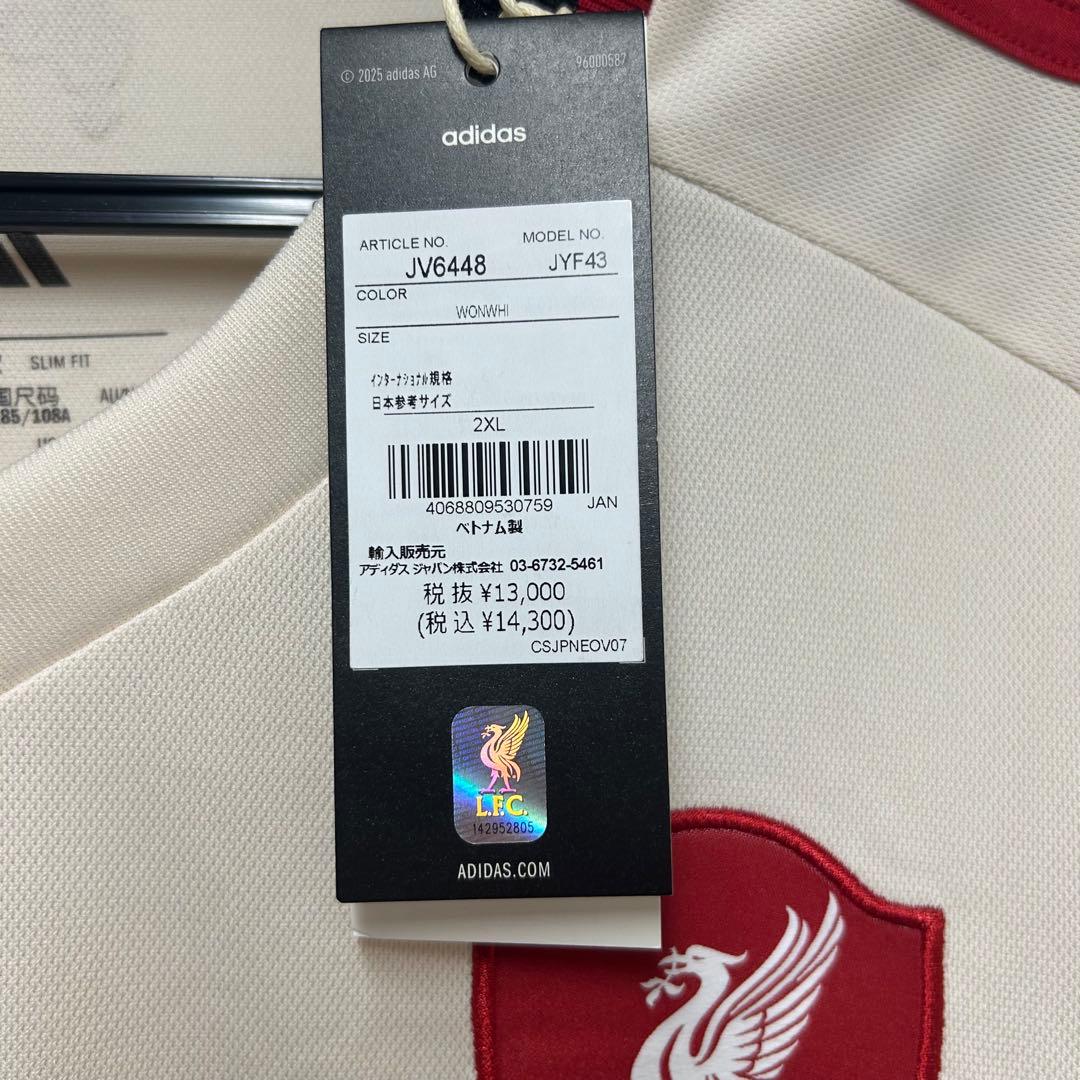 © 2025 adidas AG
96000587
adidas
ARTICLE NO.
MODEL NO.
JV6448
JYF43
COLOR
WONWHI
SIZE
インターナショナル規格
日本参考サイズ
2XL
4068809530759
JAN
ベトナム製
輸入販売元
アディダス ジャパン株式会社 03-6732-5461
税 抜 ¥13,000
(税 込 ¥14,300)
CSJPNEOV07
L.F.C.
142952805
ADIDAS.COM
SLIM FIT
尺码
85/108A